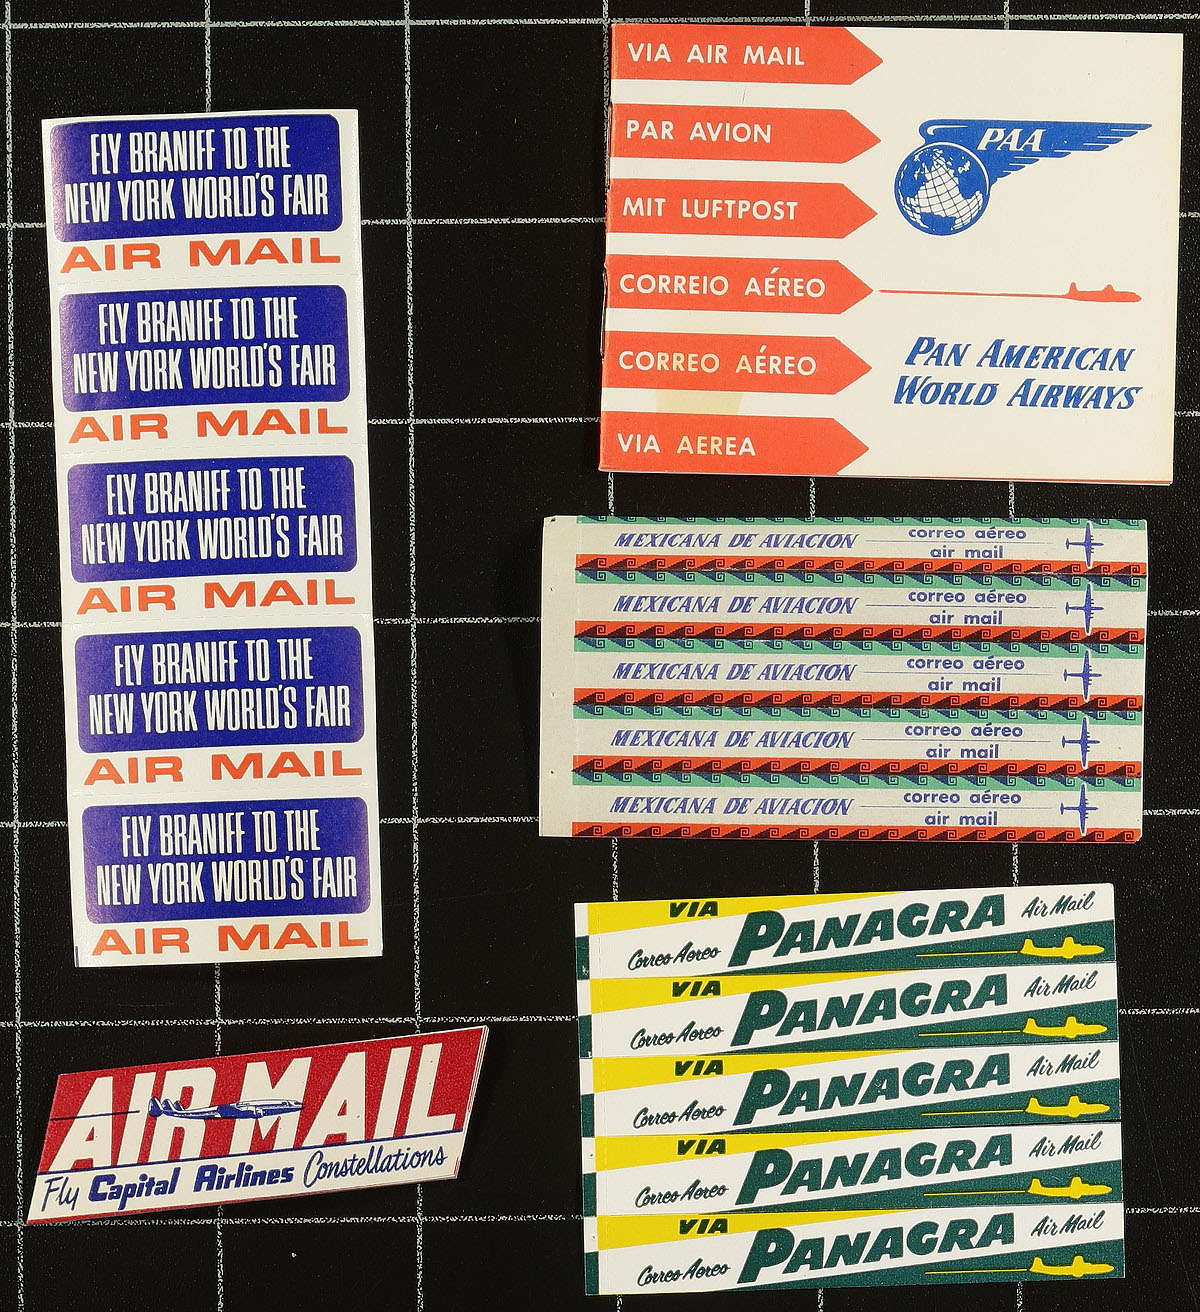 FLY BRANIFF TO THE
NEW YORK WORLD'S FAIR
AIR MAIL
FLY BRANIFF TO THE
NEW YORK WORLD'S FAIR
AIR MAIL
FLY BRANIFF TO THE
NEW YORK WORLD'S FAIR
AIR MAIL
FLY BRANIFF TO THE
NEW YORK WORLD'S FAIR
AIR MAIL
FLY BRANIFF TO THE
NEW YORK WORLD'S FAIR
AIR MAIL
AIR MAIL
Fly Capital Airlines Constellations
VIA AIR MAIL
PAR AVION
MIT LUFTPOST
CORREIO AÉREO
CORREO AÉREO
VIA AEREA
PAA
PAN AMERICAN
WORLD AIRWAYS
MEXICANA DE AVIACION correo aéreo
air mail
MEXICANA DE AVIACION correo aéreo
air mail
MEXICANA DE AVIACION correo aéreo
air mail
MEXICANA DE AVIACION correo aéreo
air mail
MEXICANA DE AVIACION correo aéreo
air mail
VIA
Correo Aereo PANAGRA Air Mail
VIA
Correo Aereo PANAGRA Air Mail
VIA
Correo Aereo PANAGRA Air Mail
VIA
Correo Aereo PANAGRA Air Mail
VIA
Correo Aereo PANAGRA Air Mail